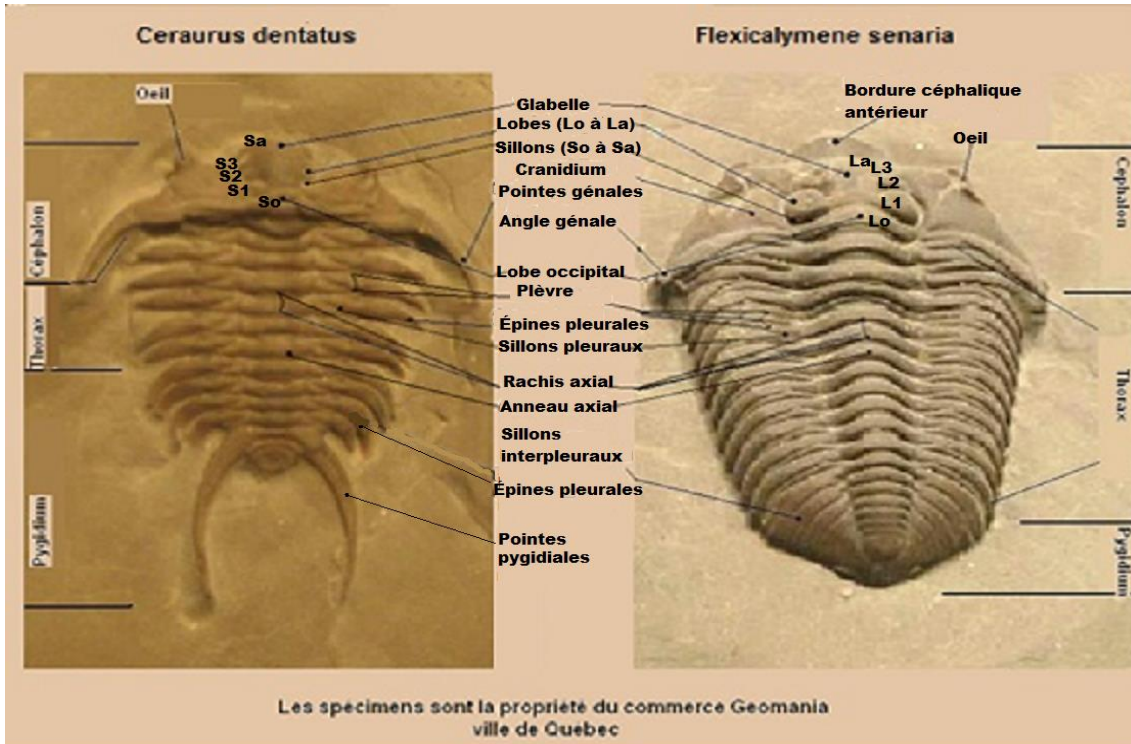 Ceraurus dentatus
Flexicalymene senaria
Oeil
Sa
S3
S2
S1
So
Céphalon
Thorax
Pygidium
Glabelle
Lobes (Lo à La)
Sillons (So à Sa)
Cranidium
Pointes génales
Angle génale
Lobe occipital
Plèvre
Épines pleurales
Sillons pleuraux
Rachis axial
Anneau axial
Sillons
interpleuraux
Épines pleurales
Pointes
pygidiales
Bordure céphalique
antérieur
Oeil
La
L3
L2
L1
Lo
Cephalon
Thorax
Pygidium
Les spécimens sont la propriété du commerce Geomania
ville de Quebec